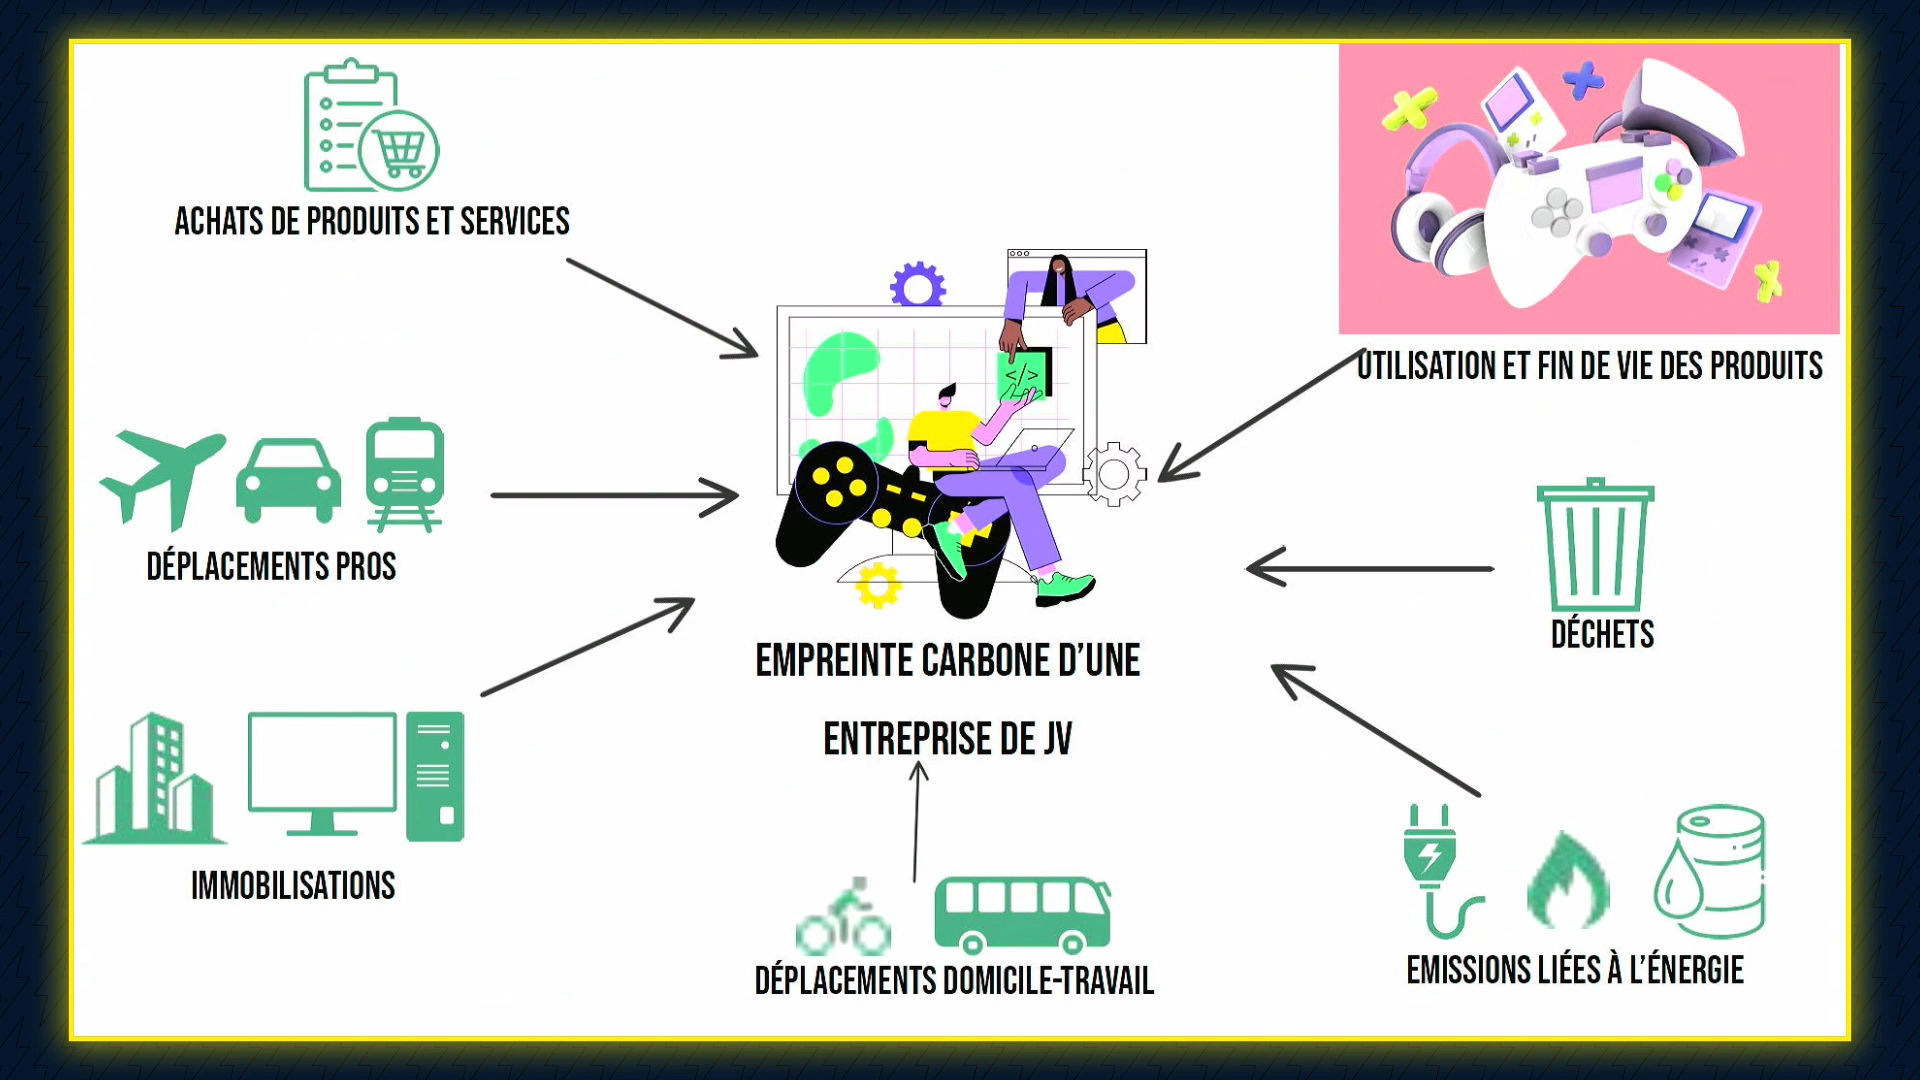 ACHATS DE PRODUITS ET SERVICES
UTILISATION ET FIN DE VIE DES PRODUITS
</>
DÉPLACEMENTS PROS
DÉCHETS
EMPREINTE CARBONE D'UNE
ENTREPRISE DE JV
IMMOBILISATIONS
DÉPLACEMENTS DOMICILE-TRAVAIL
EMISSIONS LIÉES À L'ÉNERGIE